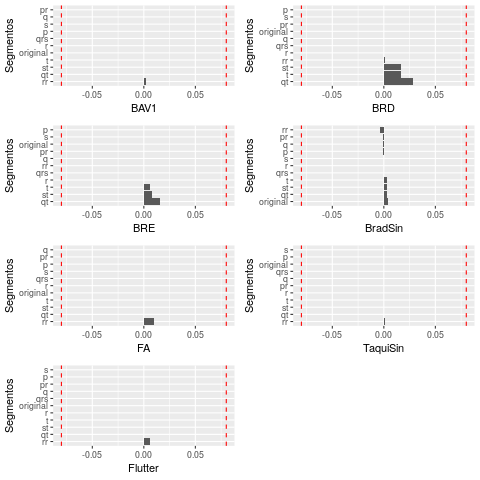 Segmentos
pr
q
s
p
qrs
r
original
t
st
qt
rr
-0.05 0.00 0.05
BAV1
Segmentos
p
s
pr
original
q
qrs
r
rr
st
t
qt
-0.05 0.00 0.05
BRD
Segmentos
p
s
original
pr
q
rr
qrs
r
t
st
qt
-0.05 0.00 0.05
BRE
Segmentos
rr
p
q
pr
s
r
qrs
t
st
qt
original
-0.05 0.00 0.05
BradSin
Segmentos
q
pr
p
s
qrs
r
original
t
st
qt
rr
-0.05 0.00 0.05
FA
Segmentos
s
p
original
q
qrs
pr
r
t
st
qt
rr
-0.05 0.00 0.05
TaquiSin
Segmentos
s
p
pr
q
qrs
original
r
t
st
qt
rr
-0.05 0.00 0.05
Flutter